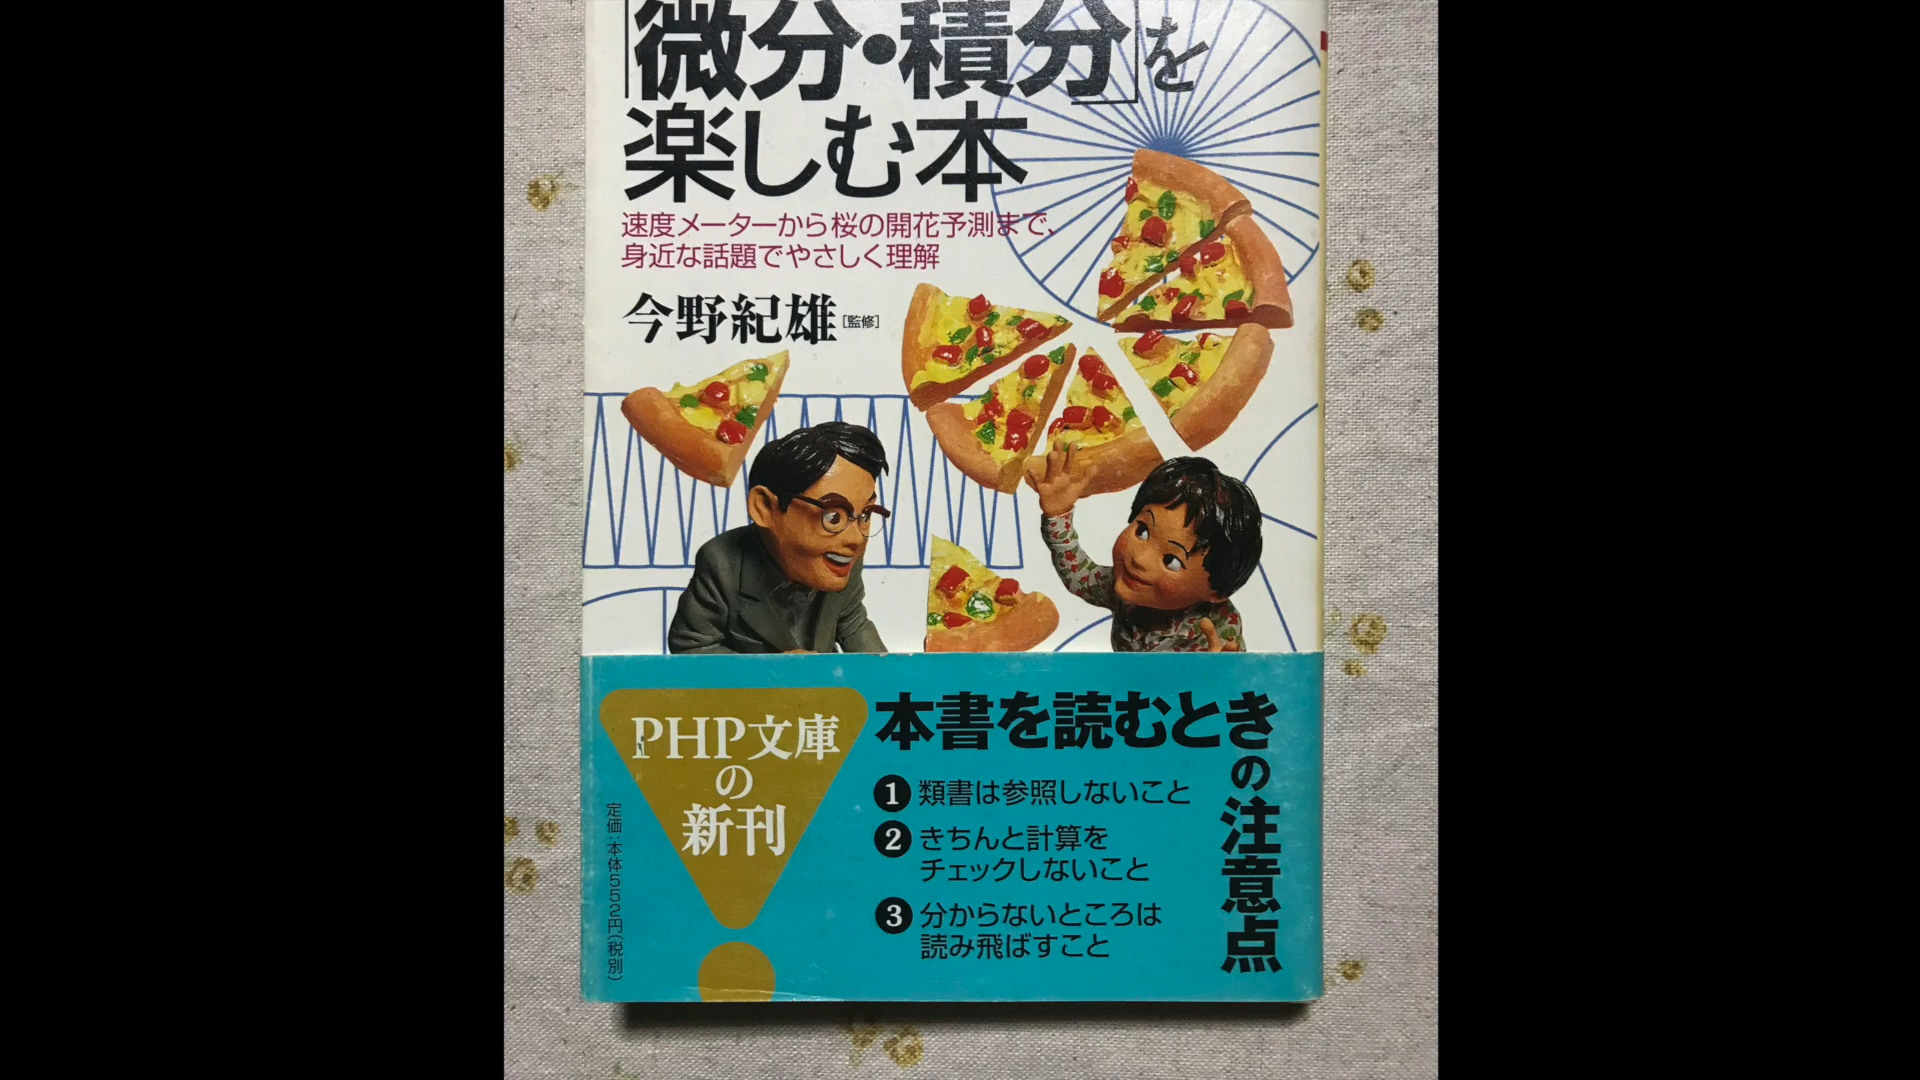 「微分・積分」を
楽しむ本
速度メーターから桜の開花予測まで、
身近な話題でやさしく理解
今野紀雄[監修]
PHP文庫
の
新刊
定価:本体552円(税別)
本書を読むときの注意点
❶類書は参照しないこと
❷きちんと計算を
チェックしないこと
❸分からないところは
読み飛ばすこと